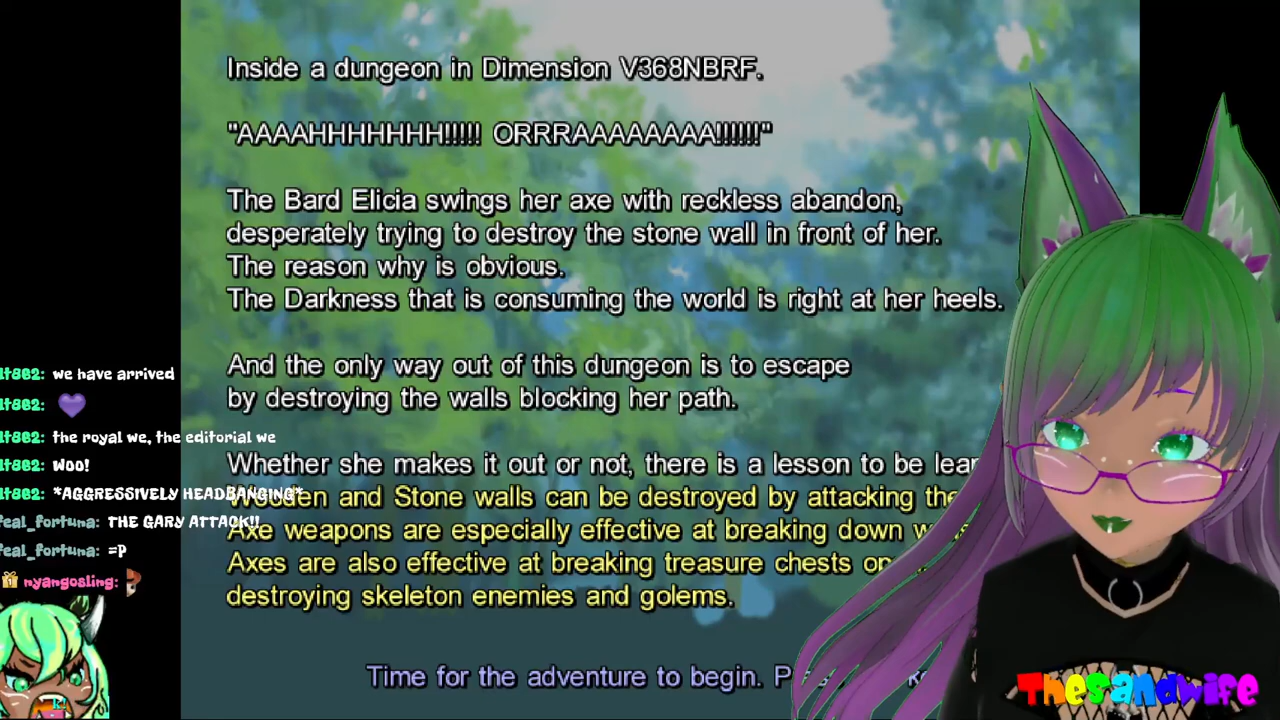 Inside a dungeon in Dimension V368NBRF.
"AAAAHHHHHHH!!!!! ORRRAAAAAAAA!!!!!!"
The Bard Elicia swings her axe with reckless abandon,
desperately trying to destroy the stone wall in front of her.
The reason why is obvious.
The Darkness that is consuming the world is right at her heels.
And the only way out of this dungeon is to escape
by destroying the walls blocking her path.
Whether she makes it out or not, there is a lesson to be
Wooden and Stone walls can be destroyed by attacking
Axe weapons are especially effective at breaking down
Axes are also effective at breaking treasure chests
destroying skeleton enemies and golems.
Time for the adventure to begin.
we have arrived
the royal we, the editorial we
WOO!
*AGGRESSIVELY HEADBANGING*
feal_fortuna: THE GARY ATTACK!!
feal_fortuna: =P
nyangosling:
TheSandwife